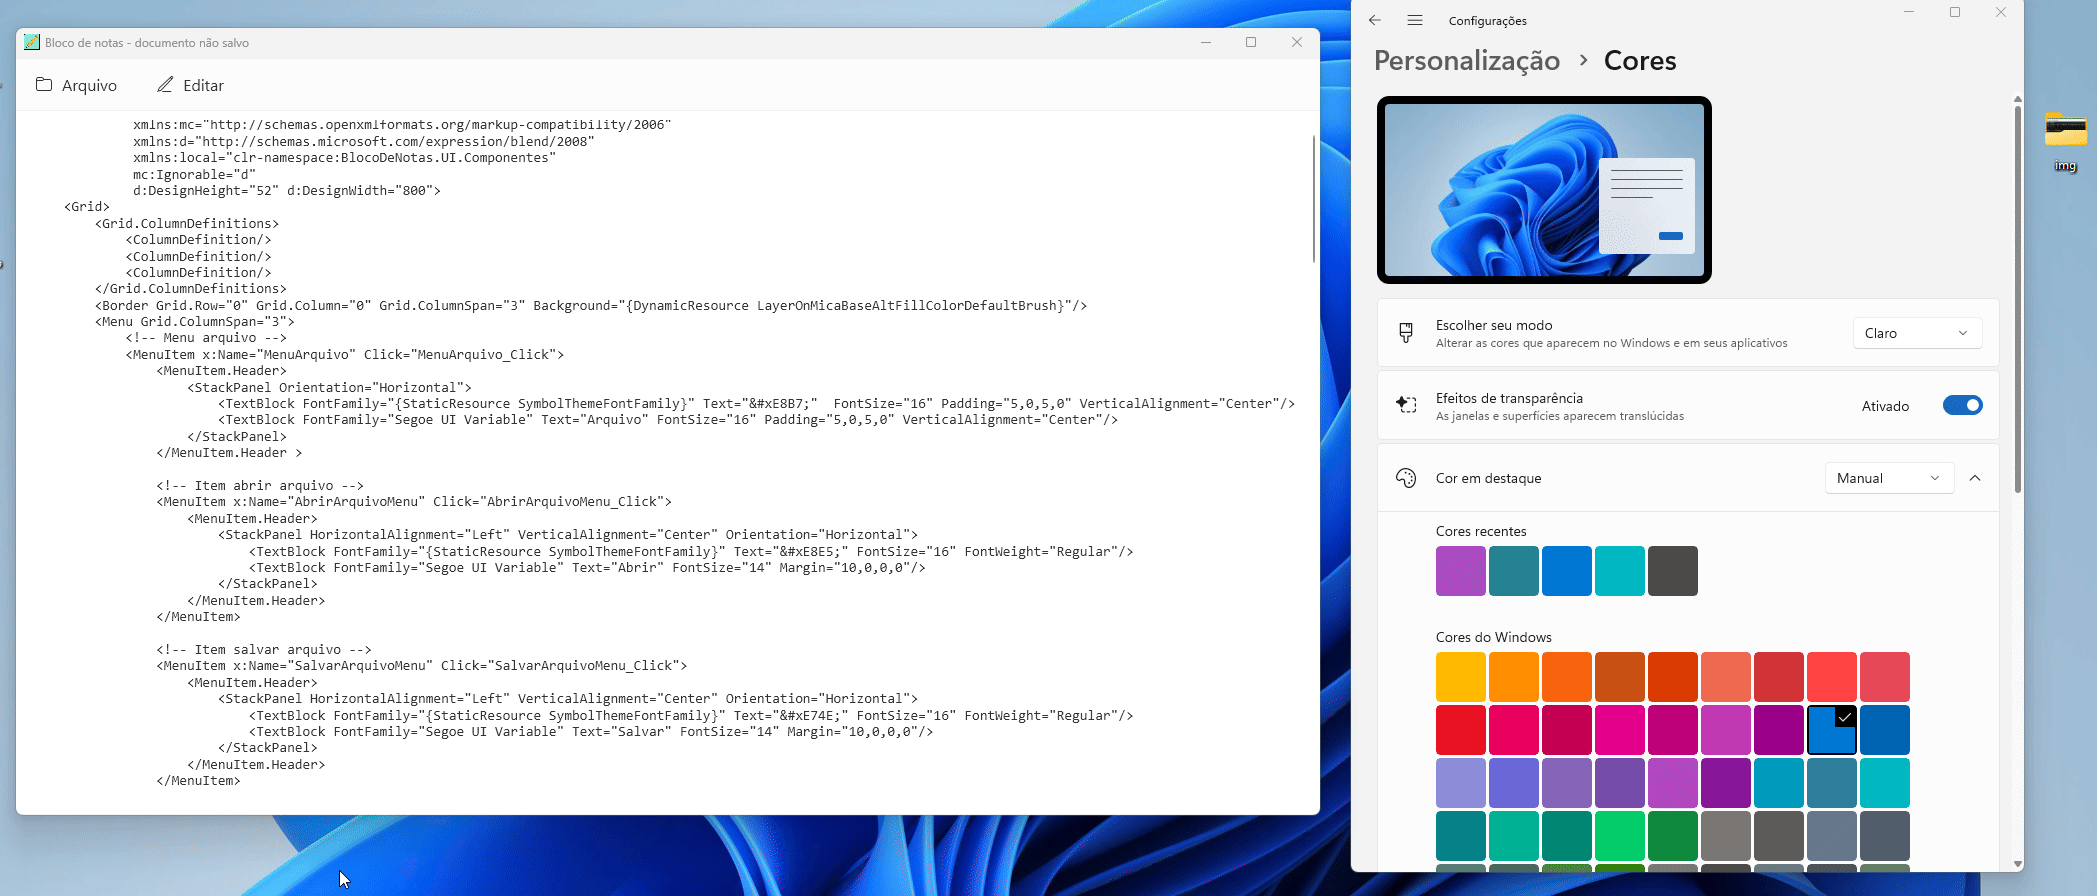 Bloco de notas - documento não salvo
Arquivo
Editar
xmlns:mc="http://schemas.openxmlformats.org/markup-compatibility/2006"
xmlns:d="http://schemas.microsoft.com/expression/blend/2008"
xmlns:local="clr-namespace:BlocoDeNotas.UI.Componentes"
mc:Ignorable="d"
d:DesignHeight="52" d:DesignWidth="800">
<Grid>
<Grid.ColumnDefinitions>
<ColumnDefinition/>
<ColumnDefinition/>
<ColumnDefinition/>
</Grid.ColumnDefinitions>
<Border Grid.Row="0" Grid.Column="0" Grid.ColumnSpan="3" Background="{DynamicResource LayerOnMicaBaseAltFillColorDefaultBrush}"/>
<Menu Grid.ColumnSpan="3">
<!-- Menu arquivo -->
<MenuItem x:Name="MenuArquivo" Click="MenuArquivo_Click">
<MenuItem.Header>
<StackPanel Orientation="Horizontal">
<TextBlock FontFamily="{StaticResource SymbolThemeFontFamily}" Text="&#xE8B7;"  FontSize="16" Padding="5,0,5,0" VerticalAlignment="Center"/>
<TextBlock FontFamily="Segoe UI Variable" Text="Arquivo" FontSize="16" Padding="5,0,5,0" VerticalAlignment="Center"/>
</StackPanel>
</MenuItem.Header >
<!-- Item abrir arquivo -->
<MenuItem x:Name="AbrirArquivoMenu" Click="AbrirArquivoMenu_Click">
<MenuItem.Header>
<StackPanel HorizontalAlignment="Left" VerticalAlignment="Center" Orientation="Horizontal">
<TextBlock FontFamily="{StaticResource SymbolThemeFontFamily}" Text="&#xE8E5;" FontSize="16" FontWeight="Regular"/>
<TextBlock FontFamily="Segoe UI Variable" Text="Abrir" FontSize="14" Margin="10,0,0,0"/>
</StackPanel>
</MenuItem.Header>
</MenuItem>
<!-- Item salvar arquivo -->
<MenuItem x:Name="SalvarArquivoMenu" Click="SalvarArquivoMenu_Click">
<MenuItem.Header>
<StackPanel HorizontalAlignment="Left" VerticalAlignment="Center" Orientation="Horizontal">
<TextBlock FontFamily="{StaticResource SymbolThemeFontFamily}" Text="&#xE74E;" FontSize="16" FontWeight="Regular"/>
<TextBlock FontFamily="Segoe UI Variable" Text="Salvar" FontSize="14" Margin="10,0,0,0"/>
</StackPanel>
</MenuItem.Header>
</MenuItem>
Configurações
Personalização > Cores
Escolher seu modo
Alterar as cores que aparecem no Windows e em seus aplicativos
Claro
Efeitos de transparência
As janelas e superfícies aparecem translúcidas
Ativado
Cor em destaque
Manual
Cores recentes
Cores do Windows
img